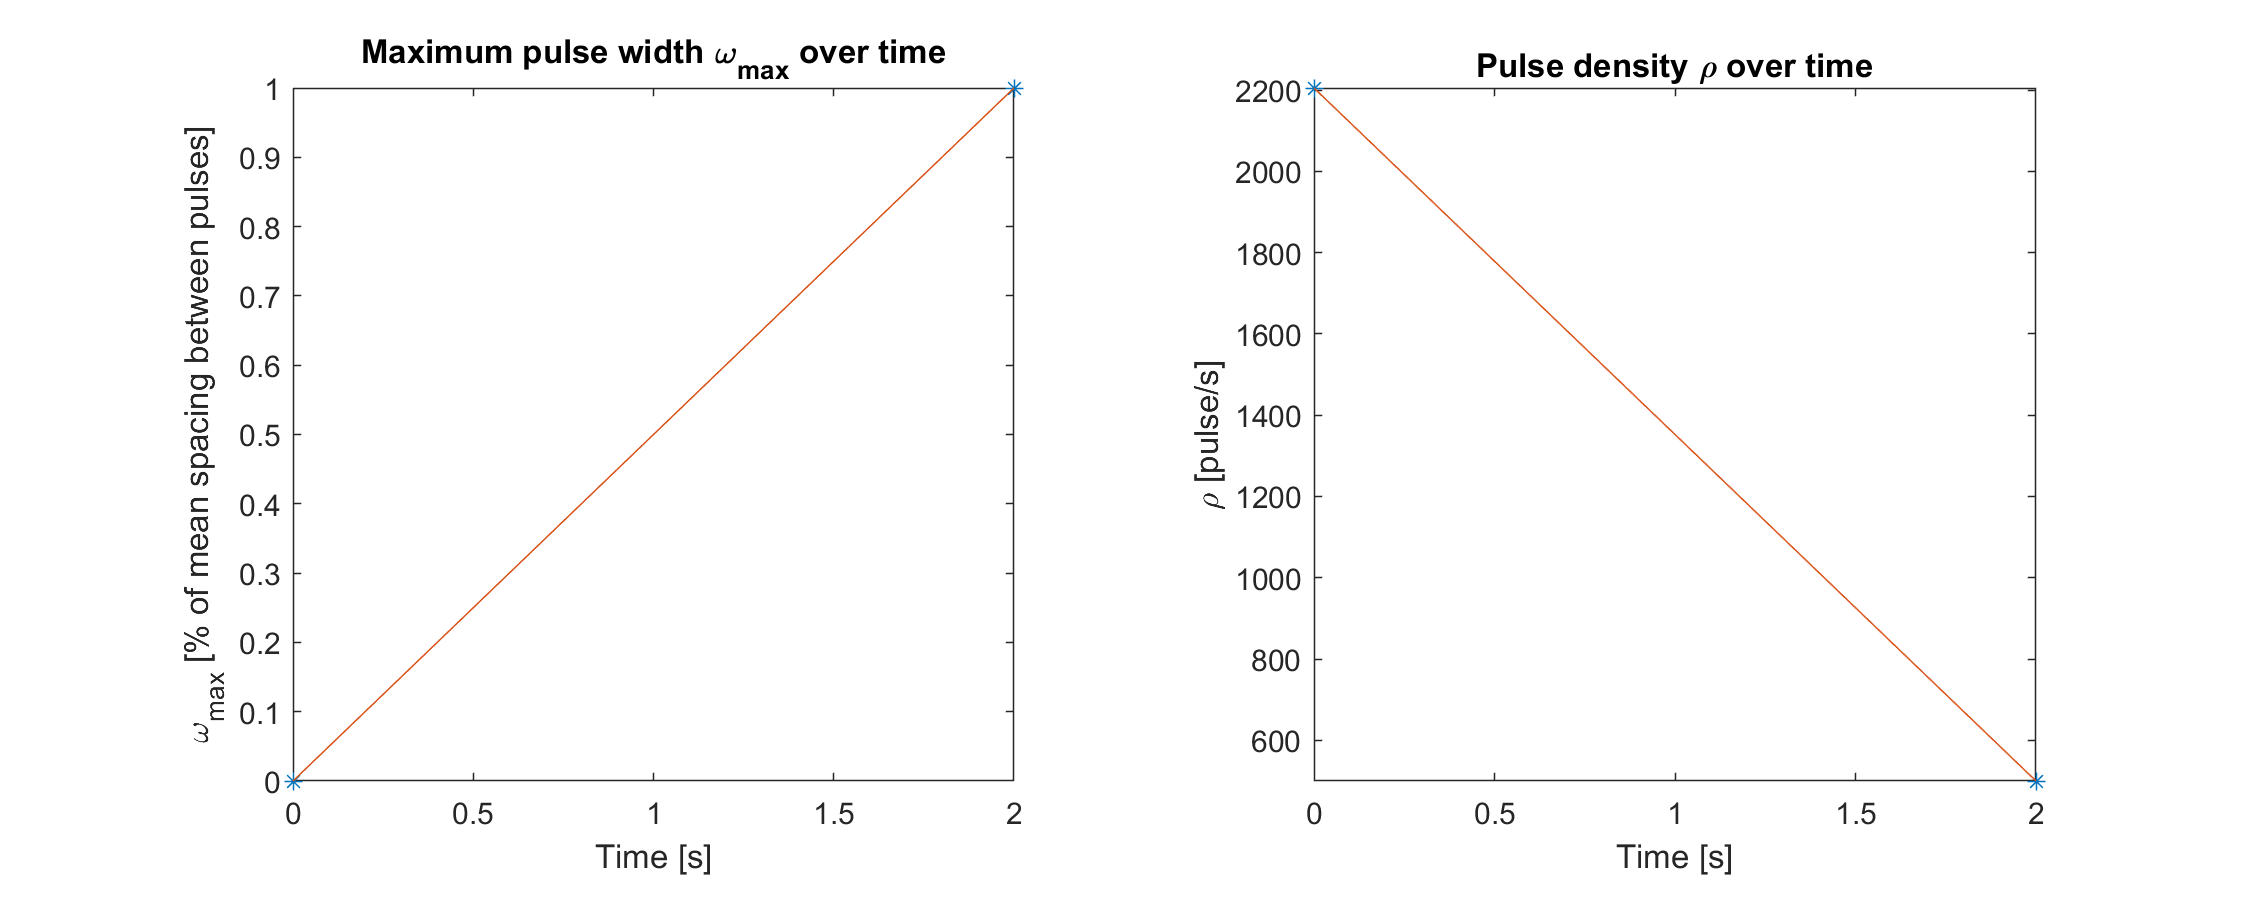 Maximum pulse width ω_max over time
ω_max [% of mean spacing between pulses]
1
0.9
0.8
0.7
0.6
0.5
0.4
0.3
0.2
0.1
0
0 0.5 1 1.5 2
Time [s]
Pulse density ρ over time
ρ [pulse/s]
2200
2000
1800
1600
1400
1200
1000
800
600
0 0.5 1 1.5 2
Time [s]